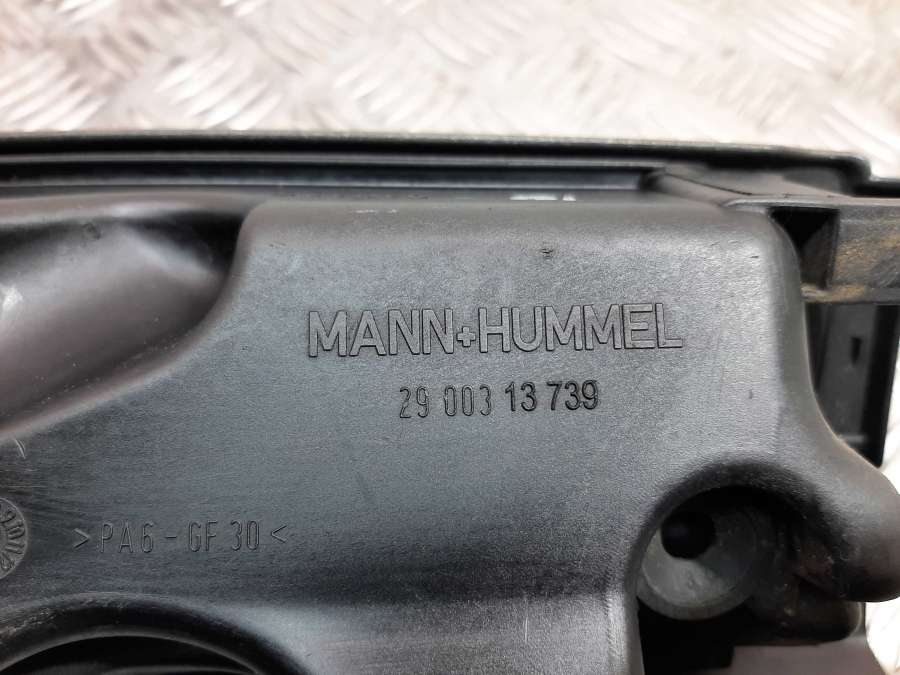 MANN+HUMMEL
29 003 13 739
>PA6-GF30<